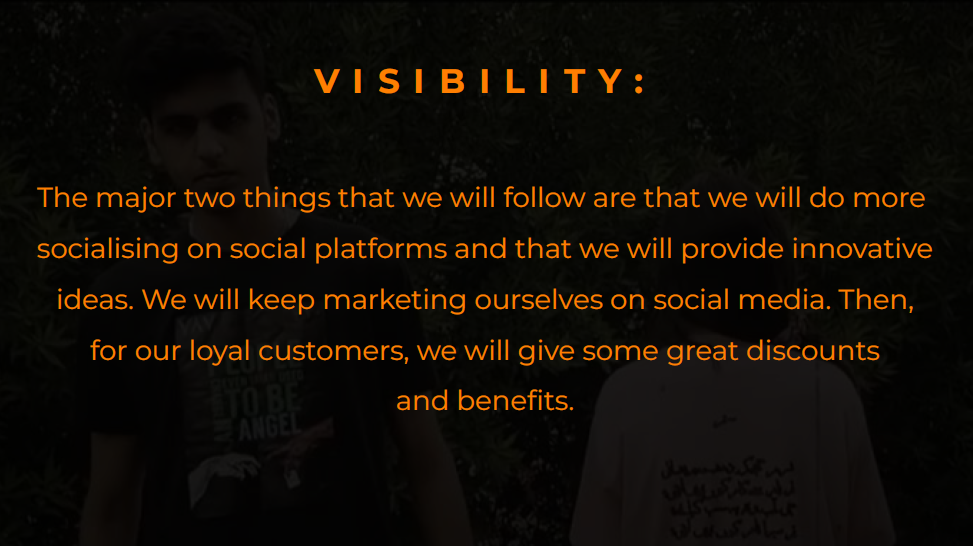 VISIBILITY:
The major two things that we will follow are that we will do more
socialising on social platforms and that we will provide innovative
ideas. We will keep marketing ourselves on social media. Then,
for our loyal customers, we will give some great discounts
and benefits.
TO BE
ANGEL